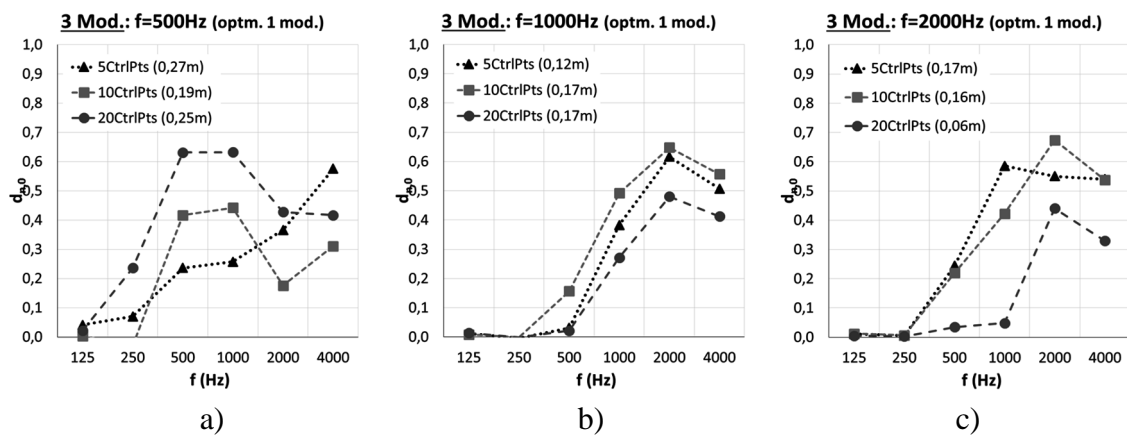 3 Mod.: f=500Hz (optm. 1 mod.)
1,0
0,9
0,8
0,7
0,6
0,5
0,4
0,3
0,2
0,1
0,0
5CtrlPts (0,27m)
10CtrlPts (0,19m)
20CtrlPts (0,25m)
125 250 500 1000 2000 4000
f (Hz)
a)
3 Mod.: f=1000Hz (optm. 1 mod.)
1,0
0,9
0,8
0,7
0,6
0,5
0,4
0,3
0,2
0,1
0,0
5CtrlPts (0,12m)
10CtrlPts (0,17m)
20CtrlPts (0,17m)
125 250 500 1000 2000 4000
f (Hz)
b)
3 Mod.: f=2000Hz (optm. 1 mod.)
1,0
0,9
0,8
0,7
0,6
0,5
0,4
0,3
0,2
0,1
0,0
5CtrlPts (0,17m)
10CtrlPts (0,16m)
20CtrlPts (0,06m)
125 250 500 1000 2000 4000
f (Hz)
c)